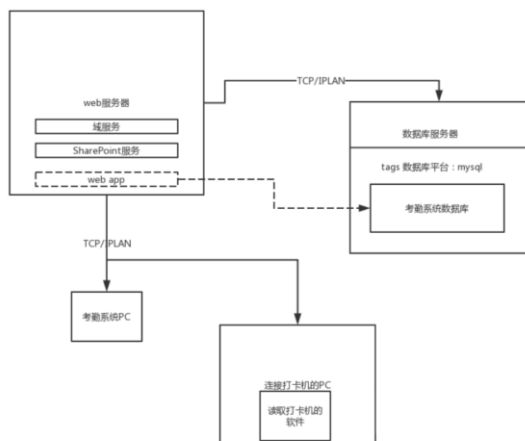 TCP/IPLAN
web服务器
域服务
SharePoint服务
web app
数据库服务器
tags 数据库平台：mysql
考勤系统数据库
TCP/IPLAN
考勤系统PC
连接打卡机的PC
读取打卡机的
软件